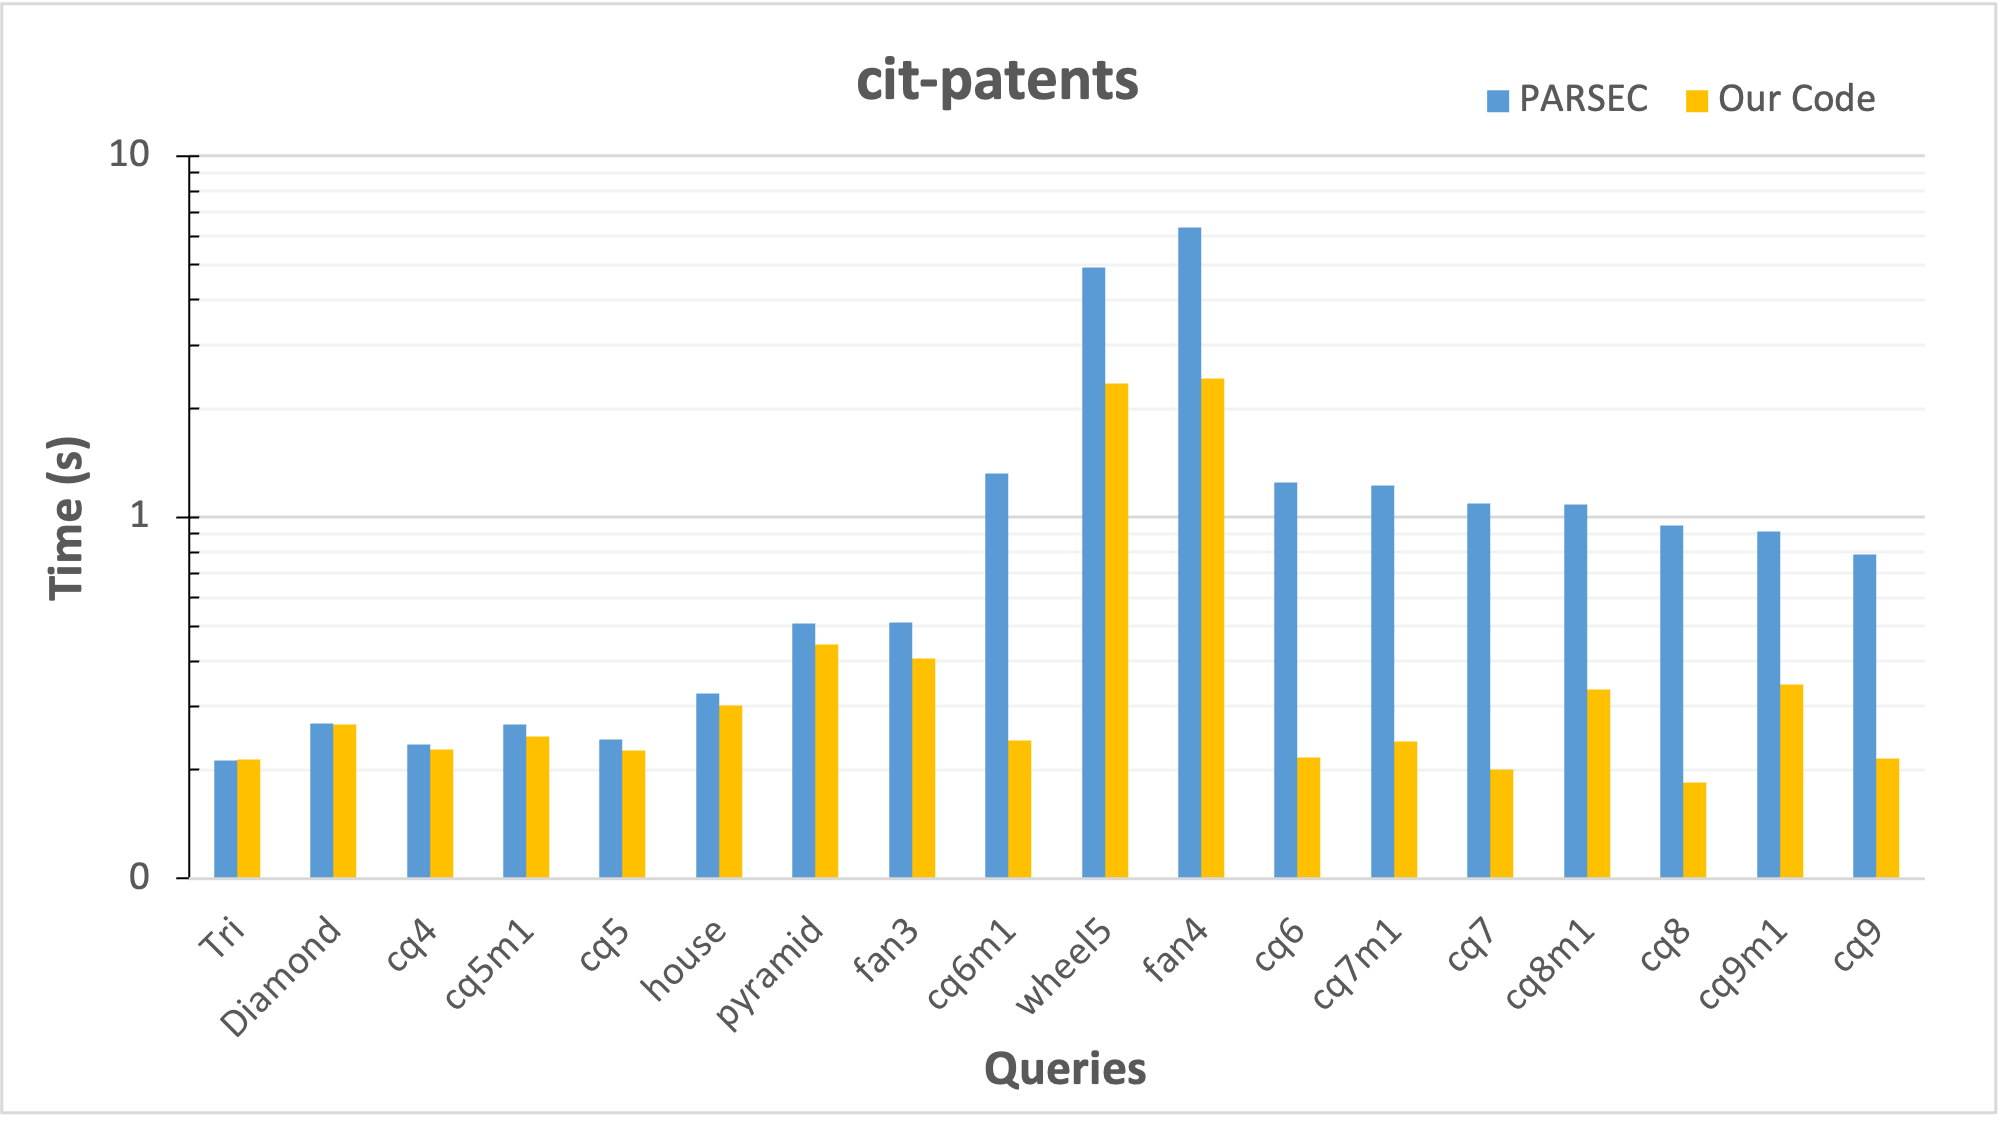 cit-patents
PARSEC
Our Code
10
1
0
Time (s)
Tri
Diamond
cq4
cq5m1
cq5
house
pyramid
fan3
cq6m1
wheel5
fan4
cq6
cq7m1
cq7
cq8m1
cq8
cq9m1
cq9
Queries